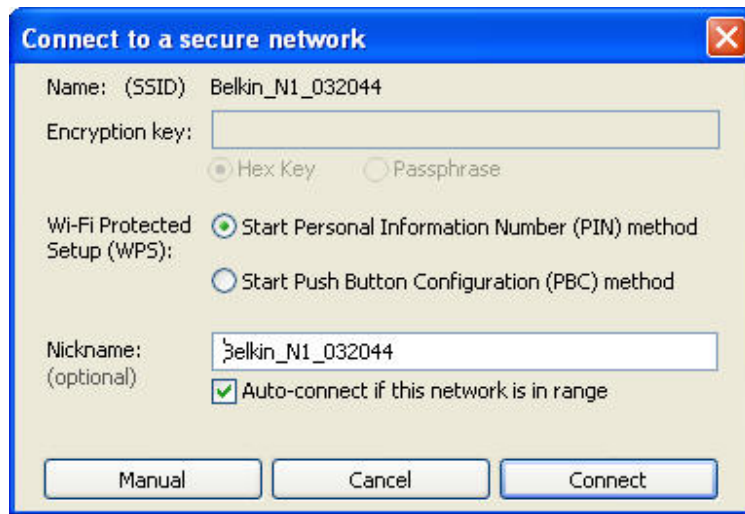 Connect to a secure network
Name: (SSID) Belkin_N1_032044
Encryption key:
Hex Key Passphrase
Wi-Fi Protected Setup (WPS):
Start Personal Information Number (PIN) method
Start Push Button Configuration (PBC) method
Nickname: Belkin_N1_032044
(optional)
Auto-connect if this network is in range
Manual Cancel Connect